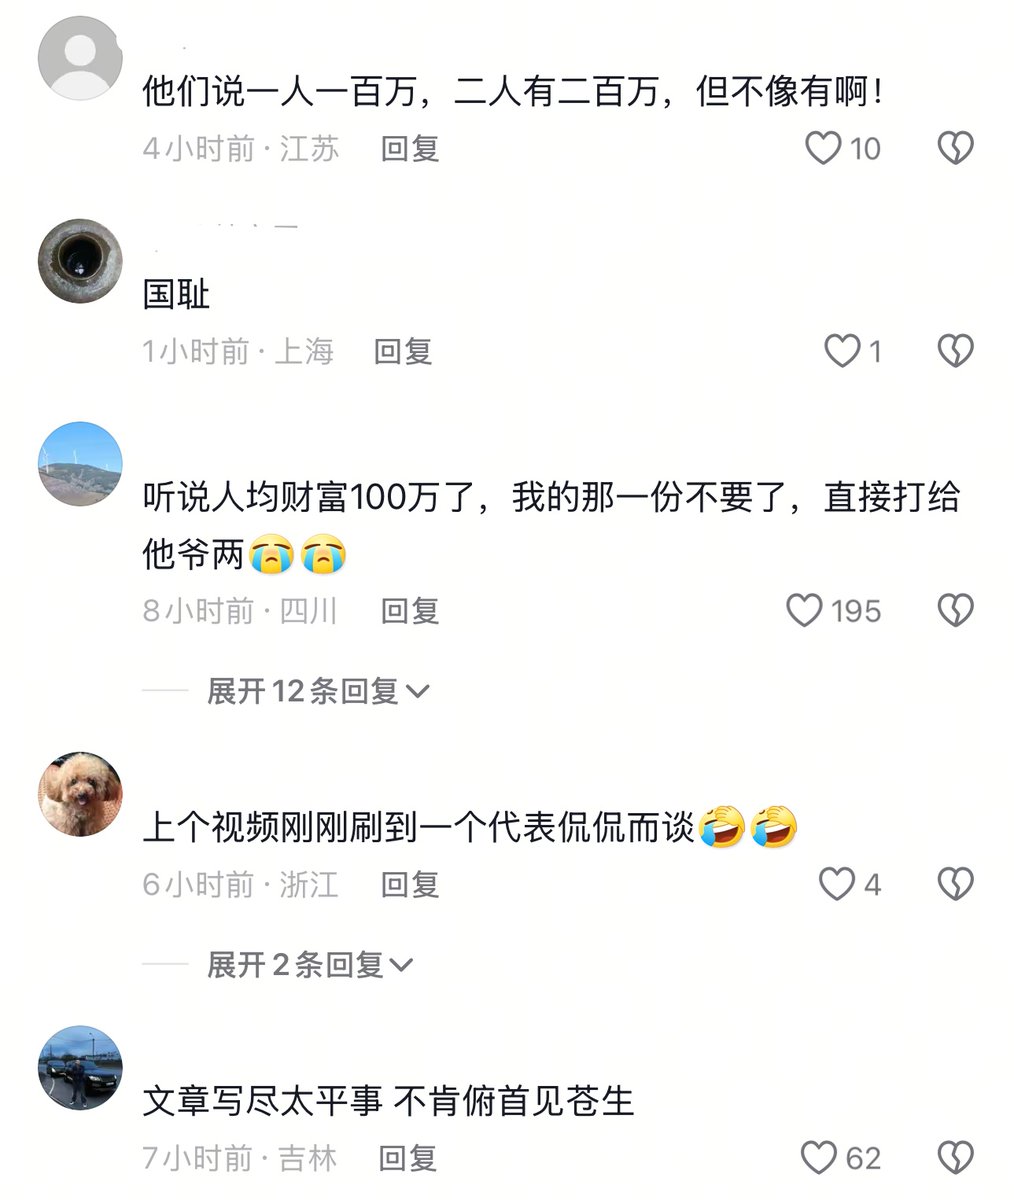 他们说一人一百万，二人有二百万，但不像有啊！
4小时前·江苏 回复 10
国耻
1小时前·上海 回复 1
听说人均财富100万了，我的那一份不要了，直接打给
他爷两😭😭
8小时前·四川 回复 195
展开12条回复
上个视频刚刚刷到一个代表侃侃而谈🤣🤣
6小时前·浙江 回复 4
展开2条回复
文章写尽太平事 不肯俯首见苍生
7小时前·吉林 回复 62